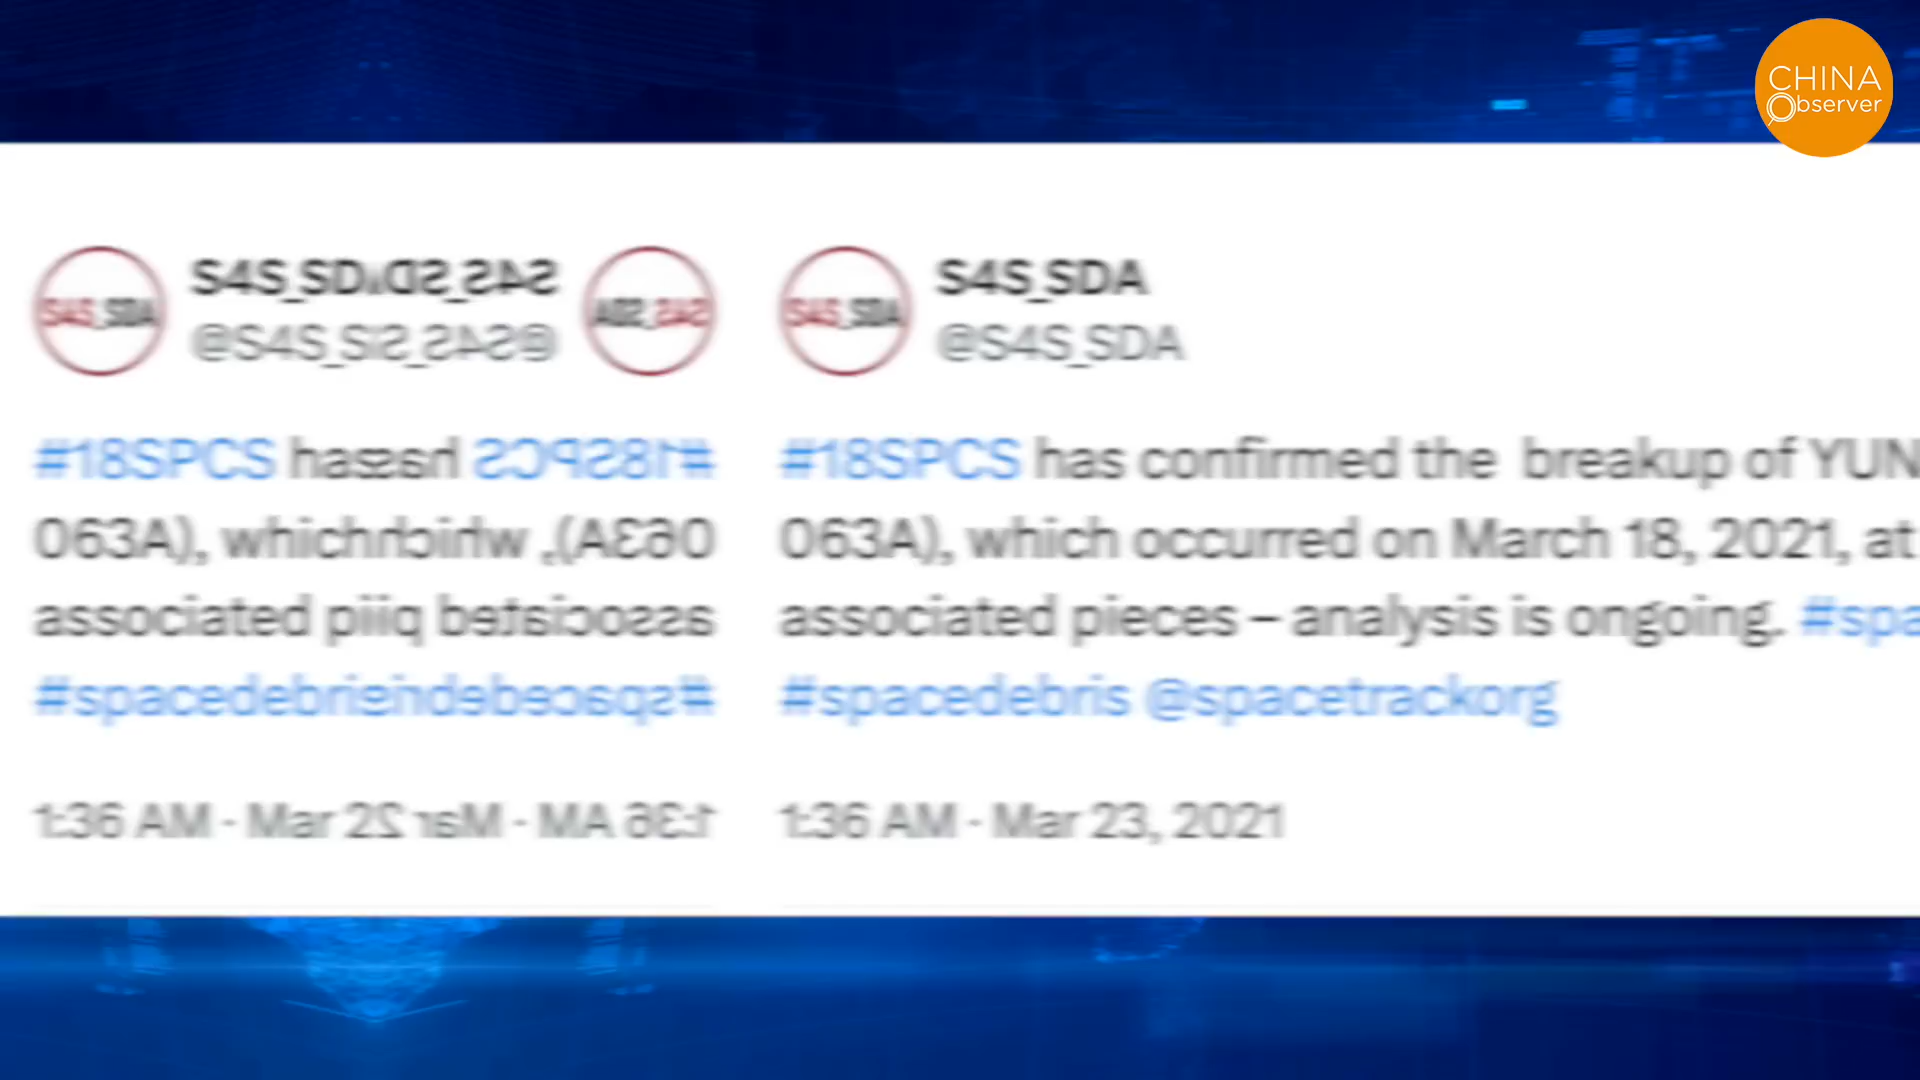 CHINA
Observer
S4S_SDA
S4S_SDA
@S4S_SDA
#18SPCS has confirmed the breakup of YUN
063A), which occurred on March 18, 2021, at
associated pieces – analysis is ongoing. #spa
#spacedebris @spacetrackorg
1:36 AM · Mar 23, 2021